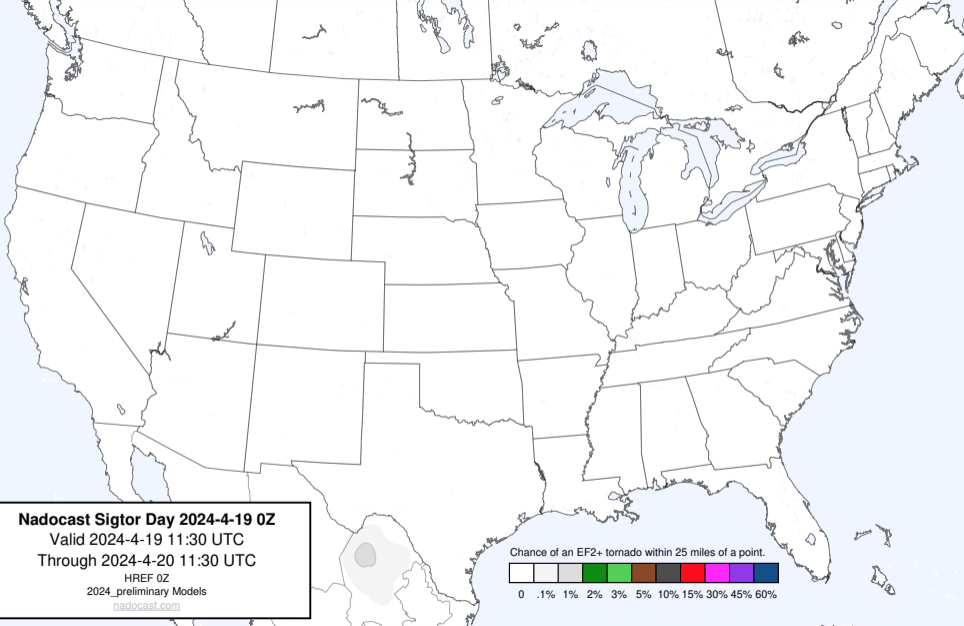 Nadocast Sigtor Day 2024-4-19 0Z
Valid 2024-4-19 11:30 UTC
Through 2024-4-20 11:30 UTC
HREF 0Z
2024_preliminary Models
nadocast.com
Chance of an EF2+ tornado within 25 miles of a point.
0 .1% 1% 2% 3% 5% 10% 15% 30% 45% 60%